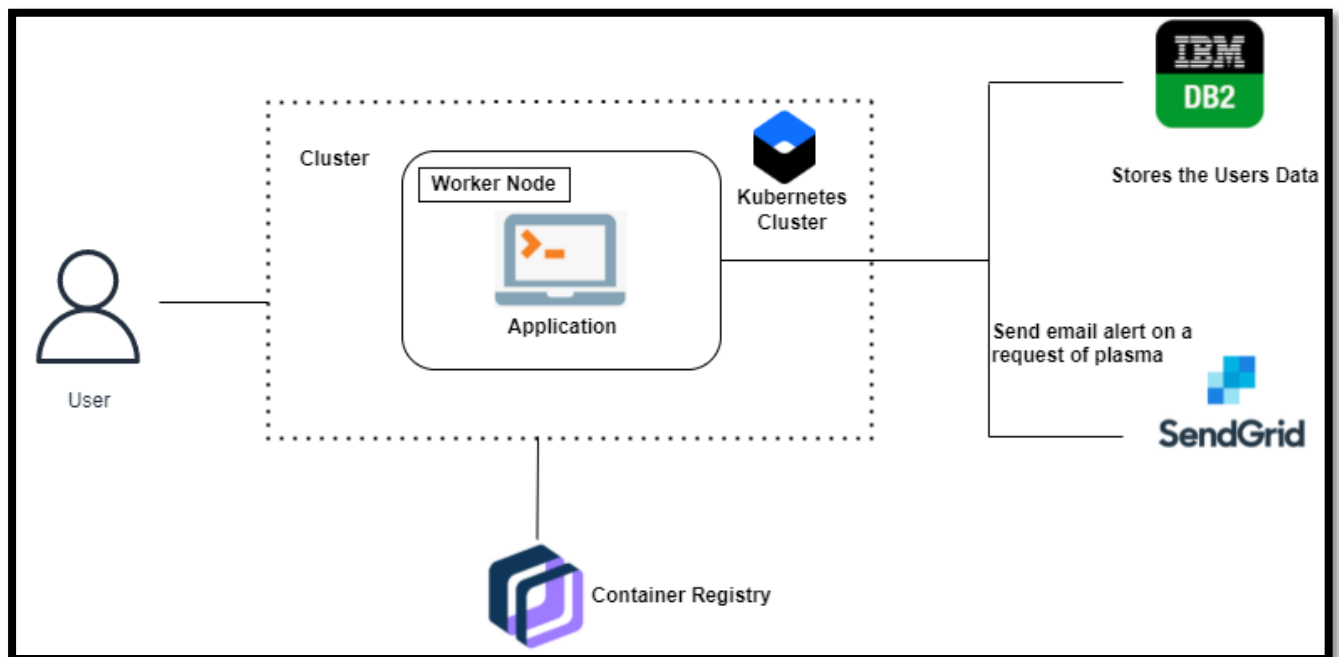 IBM
DB2
Stores the Users Data
Cluster
Kubernetes
Cluster
Worker Node
Application
User
Send email alert on a
request of plasma
SendGrid
Container Registry